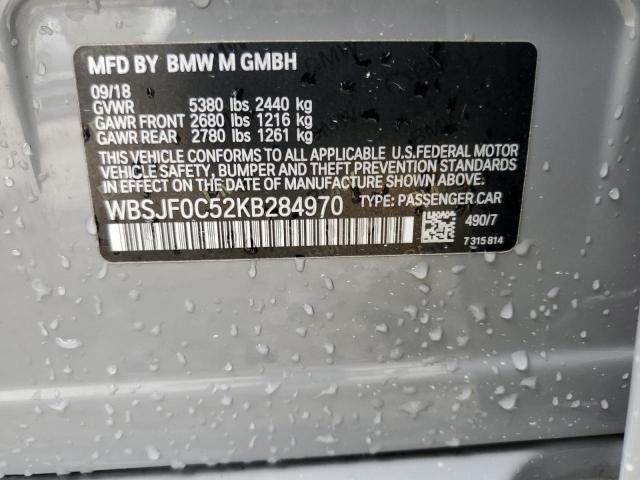 MFD BY BMW M GMBH
09/18
GVWR 5380 lbs 2440 kg
GAWR FRONT 2680 lbs 1216 kg
GAWR REAR 2780 lbs 1261 kg
THIS VEHICLE CONFORMS TO ALL APPLICABLE U.S.FEDERAL MOTOR
VEHICLE SAFETY, BUMPER AND THEFT PREVENTION STANDARDS
IN EFFECT ON THE DATE OF MANUFACTURE SHOWN ABOVE.
WBSJF0C52KB284970 TYPE: PASSENGER CAR
490/7
7315814